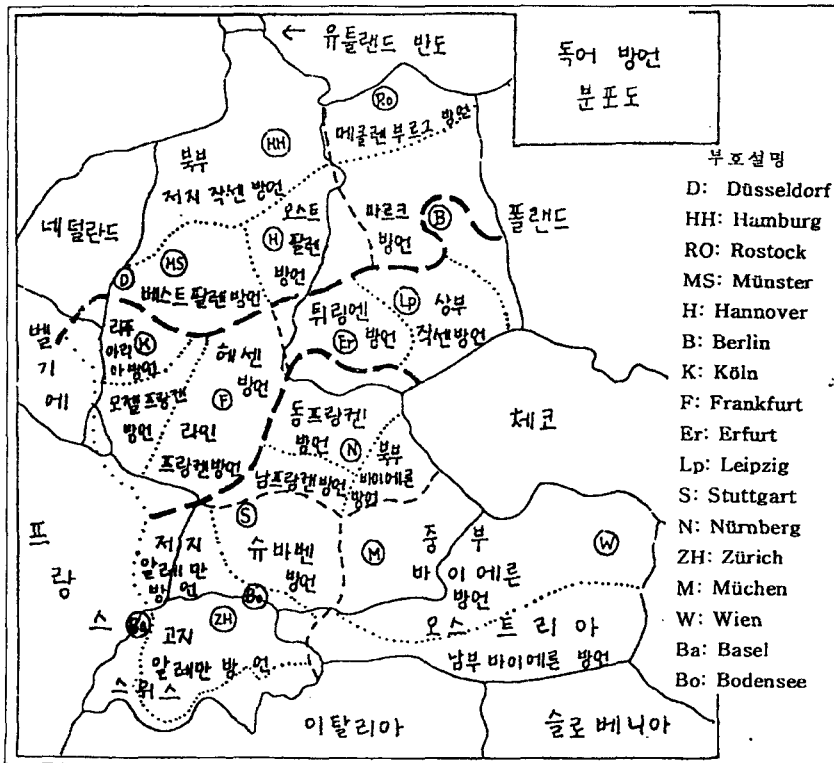 ← 유틀랜드 반도
독어 방언
분포도
Ro
메클렌부르그 방언
HH
북부
저지 작센 방언
네덜란드
오스트
팔렌
방언
H
마르크
방언
B
폴랜드
MS
D
베스트팔렌 방언
튀링엔
방언
Er
Lp
상부
작센방언
벨
기
에
리푸
아리
아방언
K
헤센
방언
모젤프랑켄
방언
F
라인
프랑켄방언
동프랑켄
방언
N
북부
바이에른
방언
남프랑켄방언
체코
프
랑
스
S
저지
알레만
방언
슈바벤
방언
M
중부
바이에른
방언
W
Ba
Bo
ZH
고지
알레만 방언
스위스
오스트리아
남부 바이에른 방언
이탈리아
슬로베니아
부호설명
D: Düsseldorf
HH: Hamburg
RO: Rostock
MS: Münster
H: Hannover
B: Berlin
K: Köln
F: Frankfurt
Er: Erfurt
Lp: Leipzig
S: Stuttgart
N: Nürnberg
ZH: Zürich
M: Müchen
W: Wien
Ba: Basel
Bo: Bodensee